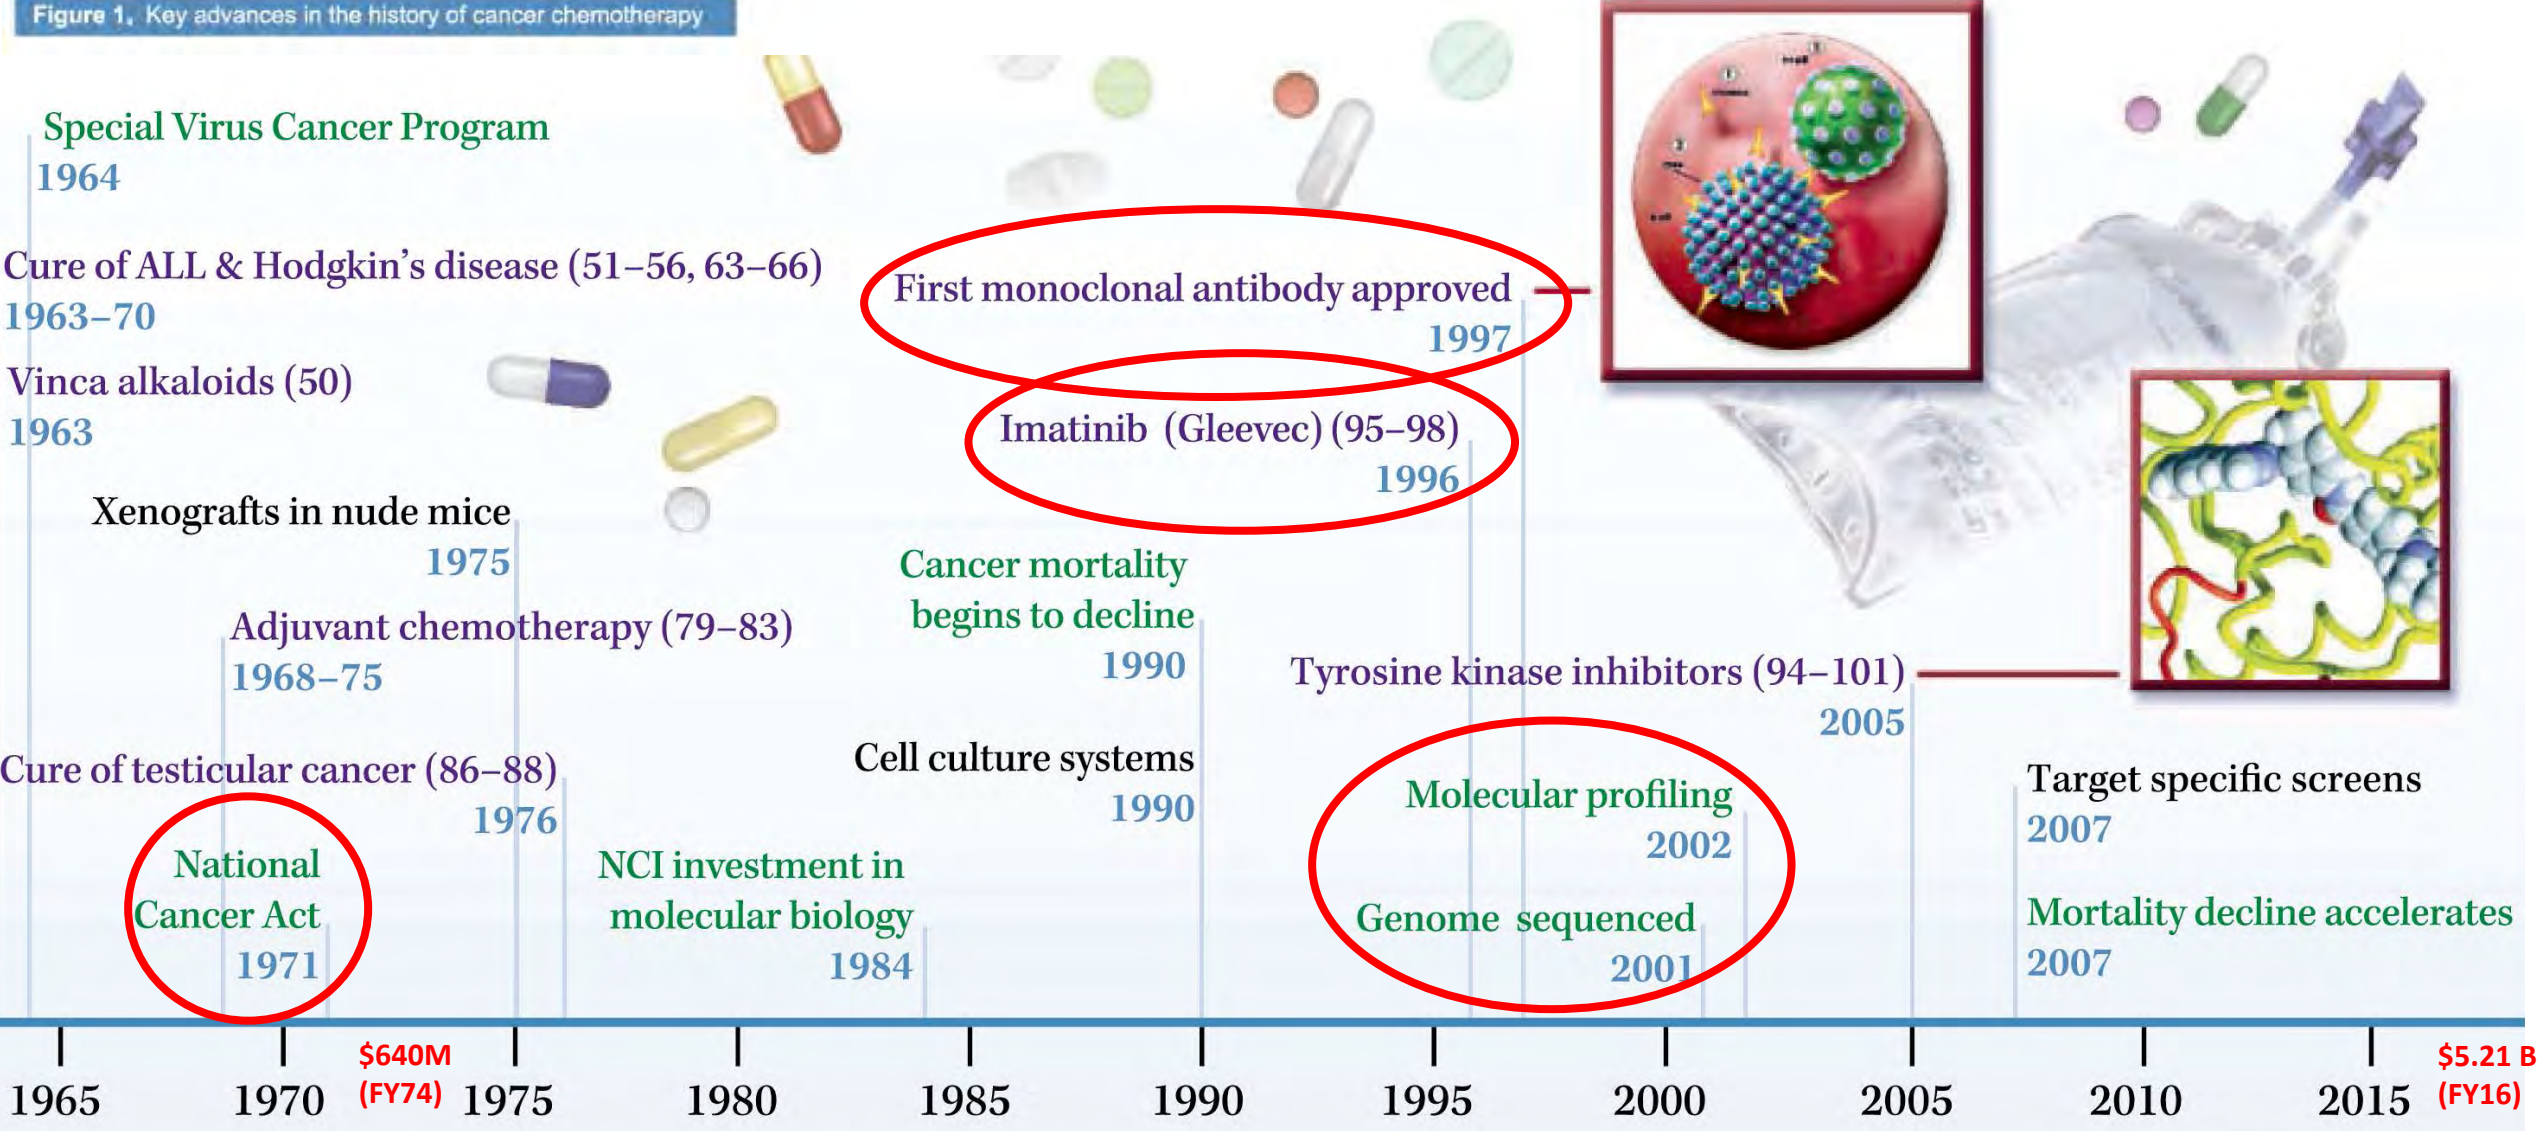 Figure 1. Key advances in the history of cancer chemotherapy
Special Virus Cancer Program
1964
Cure of ALL & Hodgkin's disease (51–56, 63–66)
1963–70
Vinca alkaloids (50)
1963
Xenografts in nude mice
1975
Adjuvant chemotherapy (79–83)
1968–75
Cure of testicular cancer (86–88)
1976
National
Cancer Act
1971
NCI investment in
molecular biology
1984
First monoclonal antibody approved
1997
Imatinib (Gleevec) (95–98)
1996
Cancer mortality
begins to decline
1990
Cell culture systems
1990
Tyrosine kinase inhibitors (94–101)
2005
Molecular profiling
2002
Genome sequenced
2001
Target specific screens
2007
Mortality decline accelerates
2007
1965
1970
$640M
(FY74)
1975
1980
1985
1990
1995
2000
2005
2010
2015
$5.21 B
(FY16)